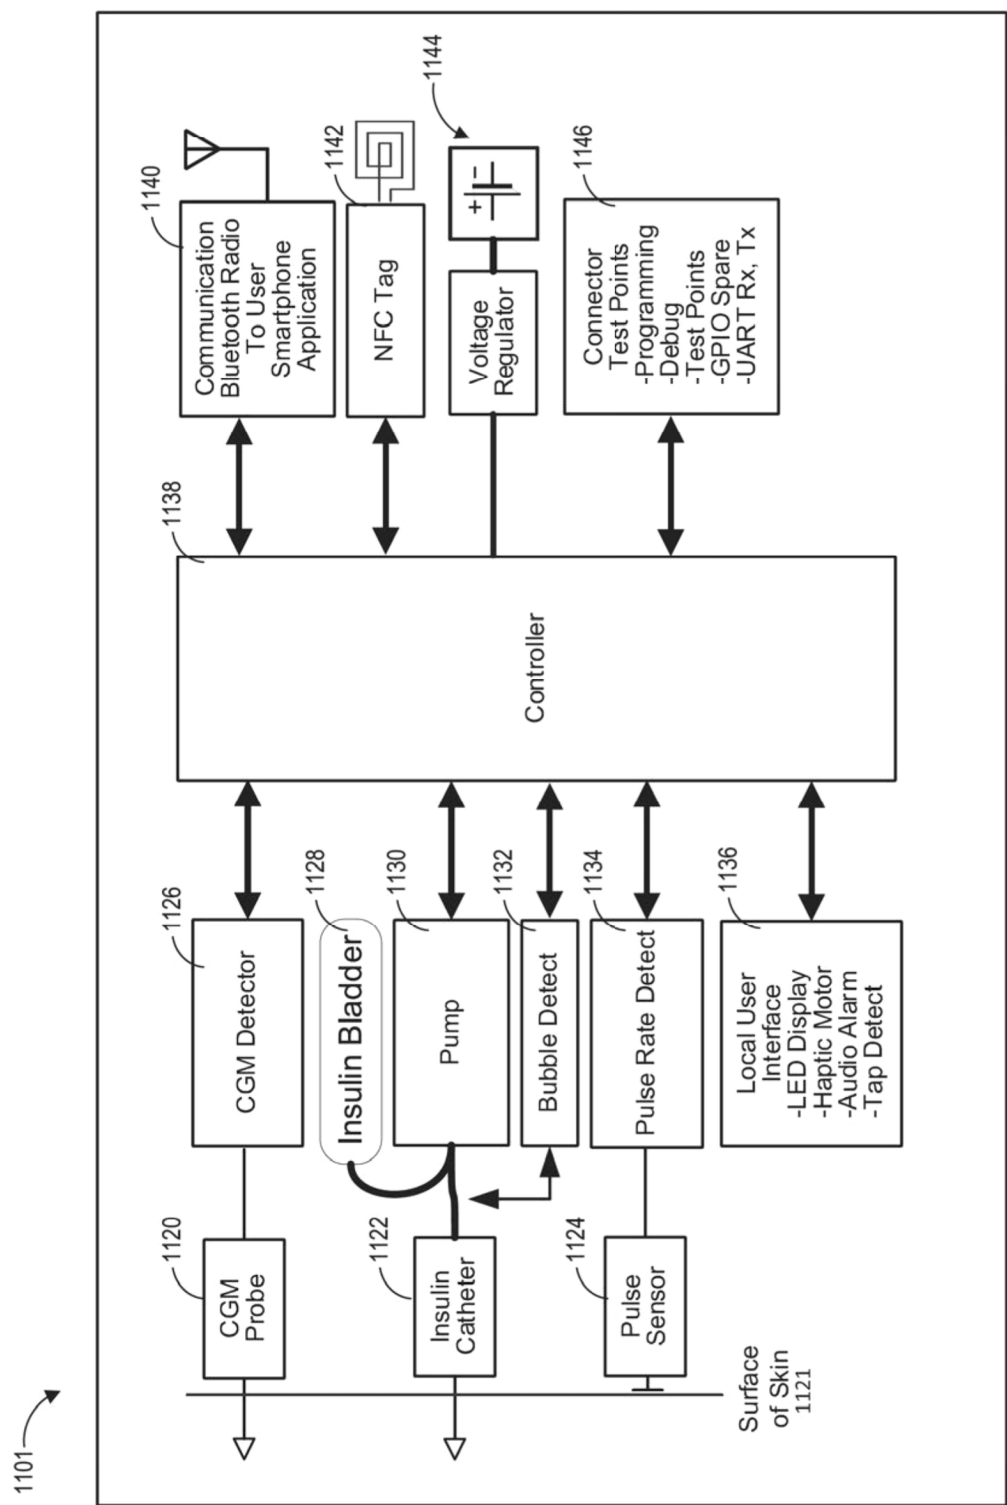 1101
1120
CGM
Probe
1122
Insulin
Catheter
1124
Pulse
Sensor
Surface
of Skin
1121
1126
CGM Detector
1128
Insulin Bladder
1130
Pump
1132
Bubble Detect
1134
Pulse Rate Detect
1136
Local User
Interface
-LED Display
-Haptic Motor
-Audio Alarm
-Tap Detect
1138
Controller
1140
Communication
Bluetooth Radio
To User
Smartphone
Application
1142
NFC Tag
1144
+ -
Voltage
Regulator
1146
Connector
Test Points
-Programming
-Debug
-Test Points
-GPIO Spare
-UART Rx, Tx